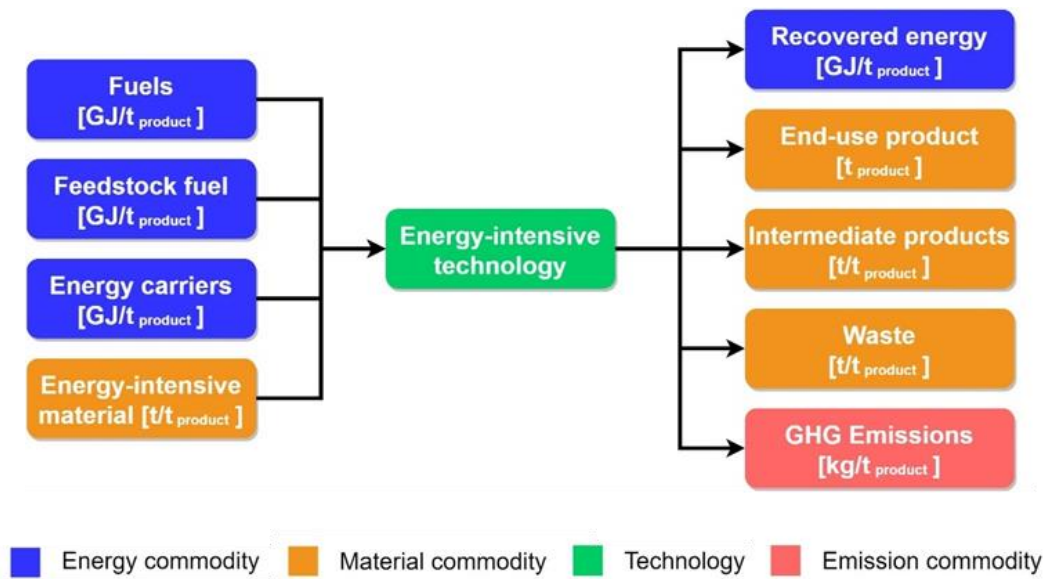 Fuels
[GJ/t product ]
Feedstock fuel
[GJ/t product ]
Energy carriers
[GJ/t product ]
Energy-intensive
material [t/t product ]
Energy-intensive
technology
Recovered energy
[GJ/t product ]
End-use product
[t product ]
Intermediate products
[t/t product ]
Waste
[t/t product ]
GHG Emissions
[kg/t product ]
Energy commodity
Material commodity
Technology
Emission commodity